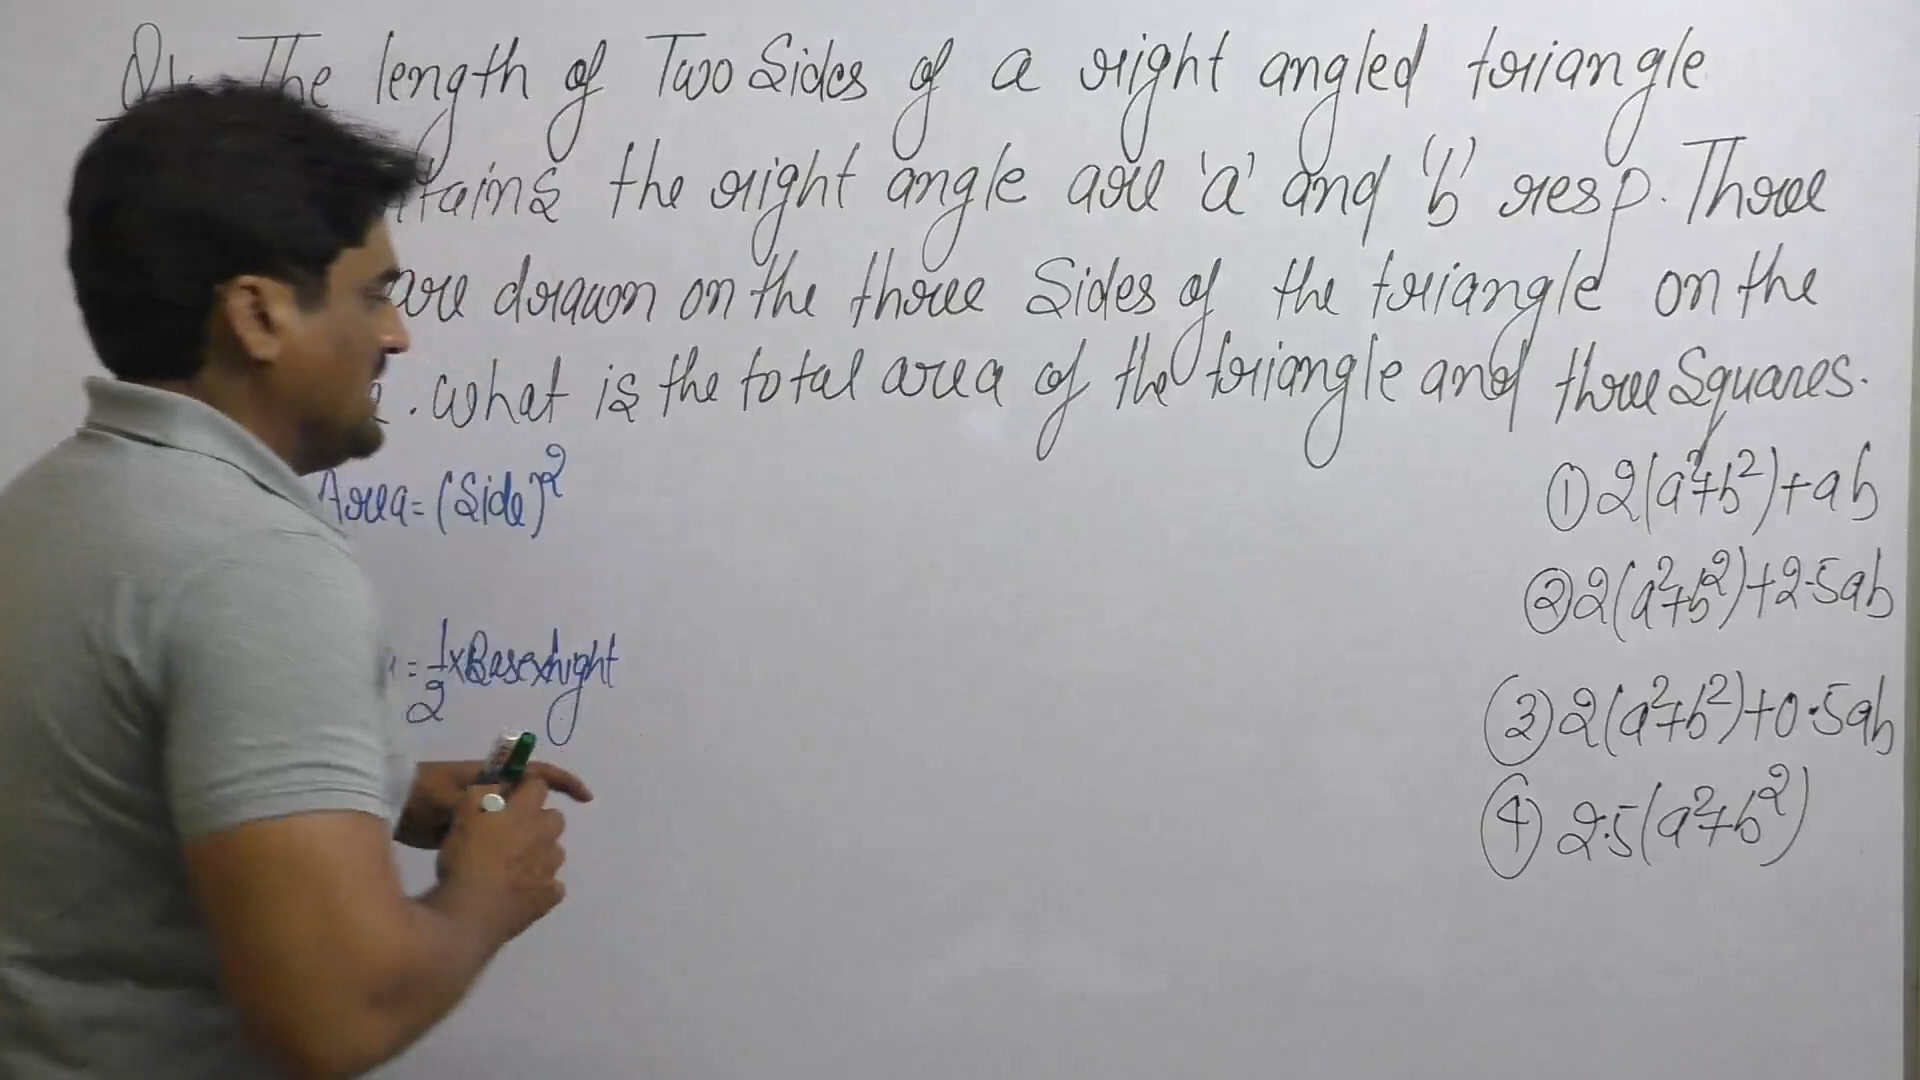 The length of Two Sides of a right angled triangle
the right angle are 'a' and 'b' resp. Three
are drawn on the three Sides of the triangle on the
. what is the total area of the triangle and three Squares.
Area = (Side)²
① 2(a²+b²)+ab
② 2(a²+b²)+2.5ab
= 1/2 × Base × hight
③ 2(a²+b²)+0.5ab
④ 2.5(a²+b²)